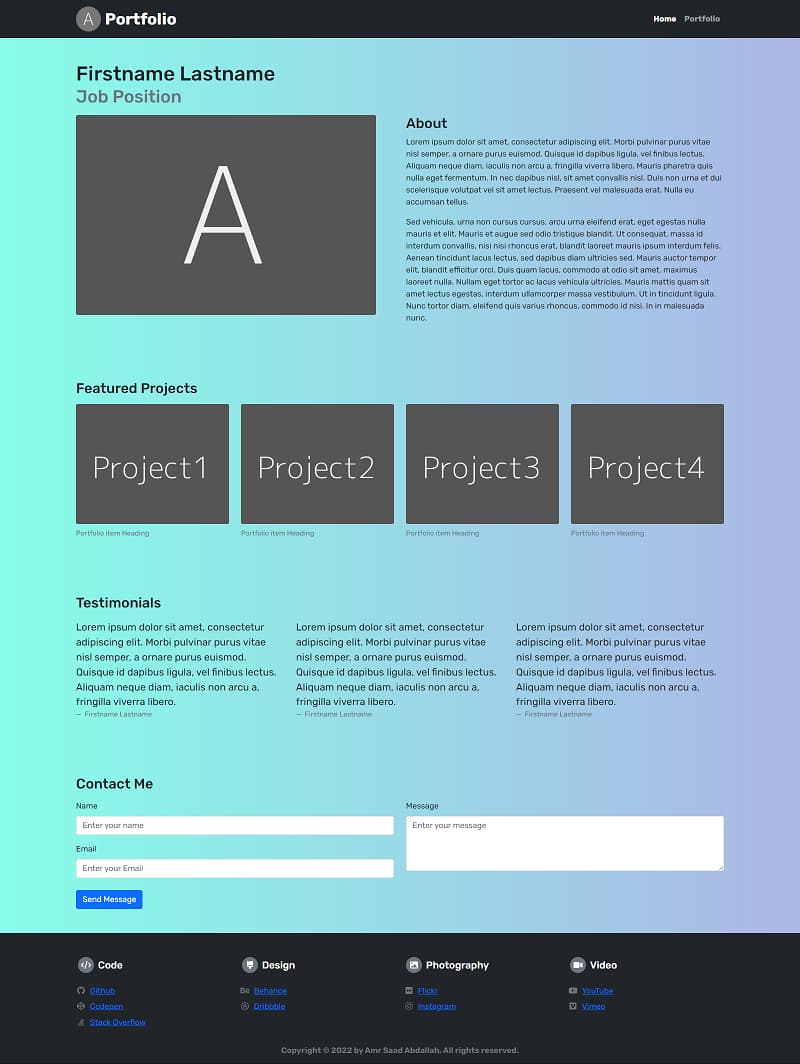 A Portfolio
Home Portfolio
Firstname Lastname
Job Position
A
About
Lorem ipsum dolor sit amet, consectetur adipiscing elit. Morbi pulvinar purus vitae
nisl semper, a ornare purus euismod. Quisque id dapibus ligula, vel finibus lectus.
Aliquam neque diam, iaculis non arcu a, fringilla viverra libero. Mauris pharetra quis
nulla eget fermentum. In nec dapibus nisl, sit amet convallis nisl. Duis non urna et dui
scelerisque volutpat vel sit amet lectus. Praesent vel malesuada erat. Nulla eu
accumsan tellus.
Sed vehicula, urna non cursus cursus, arcu urna eleifend erat, eget egestas nulla
mauris et elit. Mauris et augue sed odio tristique blandit. Ut consequat, massa id
interdum convallis, nisi nisi rhoncus erat, blandit laoreet mauris ipsum interdum felis.
Aenean tincidunt lacus lectus, sed dapibus diam ultricies sed. Mauris auctor tempor
elit, blandit efficitur orci. Duis quam lacus, commodo at odio sit amet, maximus
laoreet nulla. Nullam eget tortor ac lacus vehicula ultricies. Mauris mattis quam sit
amet lectus egestas, interdum ullamcorper massa vestibulum. Ut in tincidunt ligula.
Nunc tortor diam, eleifend quis varius rhoncus, commodo id nisi. In in malesuada
nunc.
Featured Projects
Project1
Project2
Project3
Project4
Portfolio item Heading
Portfolio item Heading
Portfolio item Heading
Portfolio item Heading
Testimonials
Lorem ipsum dolor sit amet, consectetur
adipiscing elit. Morbi pulvinar purus vitae
nisl semper, a ornare purus euismod.
Quisque id dapibus ligula, vel finibus lectus.
Aliquam neque diam, iaculis non arcu a,
fringilla viverra libero.
— Firstname Lastname
Lorem ipsum dolor sit amet, consectetur
adipiscing elit. Morbi pulvinar purus vitae
nisl semper, a ornare purus euismod.
Quisque id dapibus ligula, vel finibus lectus.
Aliquam neque diam, iaculis non arcu a,
fringilla viverra libero.
— Firstname Lastname
Lorem ipsum dolor sit amet, consectetur
adipiscing elit. Morbi pulvinar purus vitae
nisl semper, a ornare purus euismod.
Quisque id dapibus ligula, vel finibus lectus.
Aliquam neque diam, iaculis non arcu a,
fringilla viverra libero.
— Firstname Lastname
Contact Me
Name
Enter your name
Email
Enter your Email
Message
Enter your message
Send Message
Code
Github
Codepen
Stack Overflow
Design
Behance
Dribbble
Photography
Flickr
Instagram
Video
YouTube
Vimeo
Copyright © 2022 by Amr Saad Abdallah, All rights reserved.